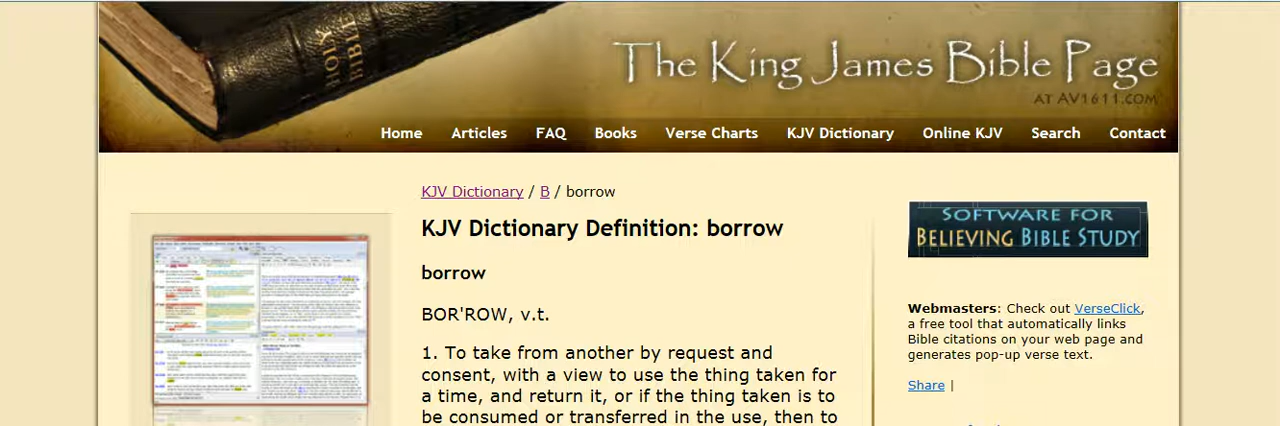 HOLY
BIBLE
The King James Bible Page
AT AV1611.COM
Home Articles FAQ Books Verse Charts KJV Dictionary Online KJV Search Contact
KJV Dictionary / B / borrow
KJV Dictionary Definition: borrow
borrow
BOR'ROW, v.t.
1. To take from another by request and
consent, with a view to use the thing taken for
a time, and return it, or if the thing taken is to
be consumed or transferred in the use, then to
SOFTWARE FOR
BELIEVING BIBLE STUDY
Webmasters: Check out VerseClick,
a free tool that automatically links
Bible citations on your web page and
generates pop-up verse text.
Share |